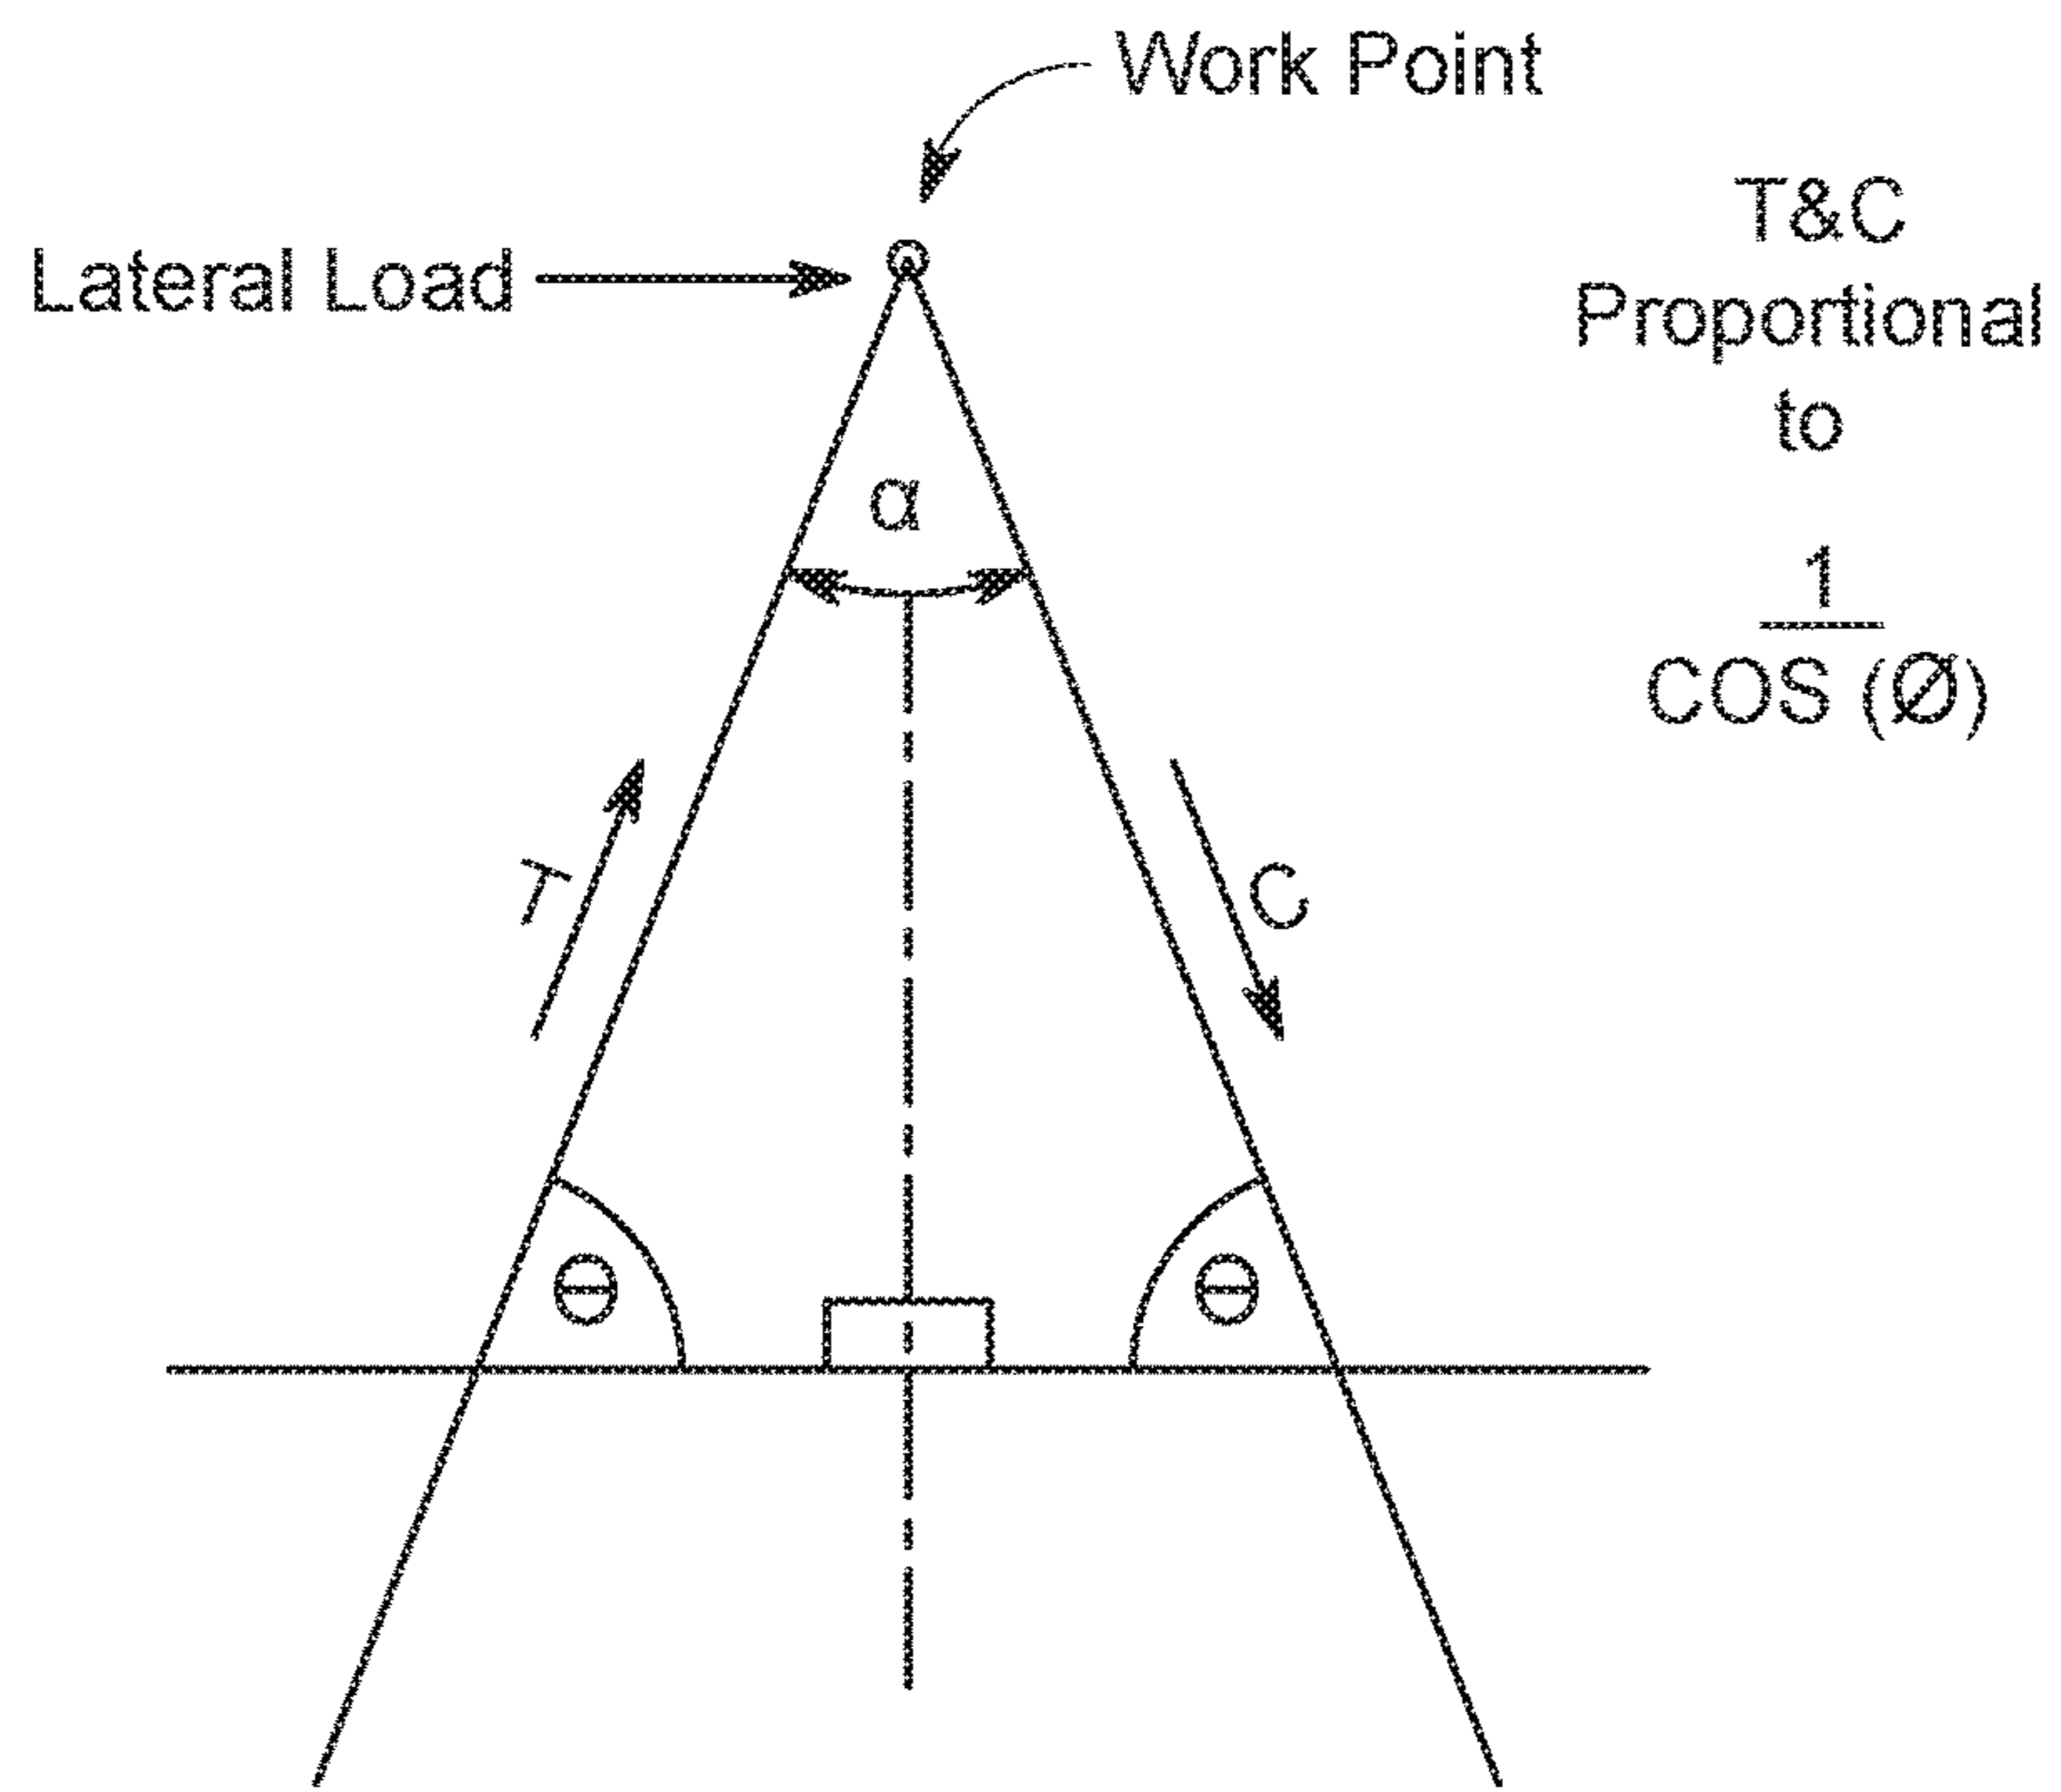 Work Point
Lateral Load
T&C
Proportional
to
1
COS (Ø)
α
T
C
Θ
Θ